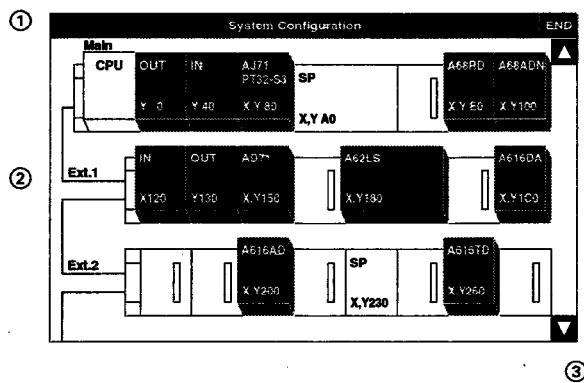 ①
System Configuration END
Main
CPU OUT IN AJ71 PT32-S3 SP A68RD A68ADN
Y 0 Y 40 X,Y 80 X,Y A0 X,Y E0 X,Y100
②
Ext.1
IN OUT AD71 A62LS A616DA
X120 Y130 X,Y150 X,Y180 X,Y1C0
Ext.2
A616AD SP A616TD
X,Y200 X,Y230 X,Y260
③